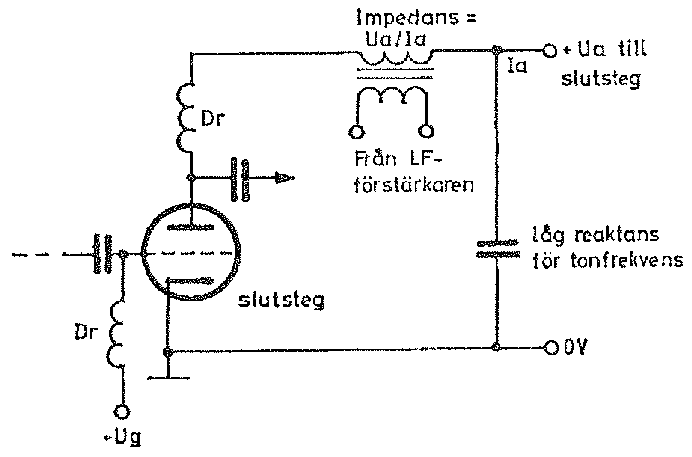 Impedans =
Ua/Ia
Ia
+ Ua till
slutsteg
Dr
Från LF-
förstärkaren
låg reaktans
för tonfrekvens
slutsteg
Dr
0V
-Ug